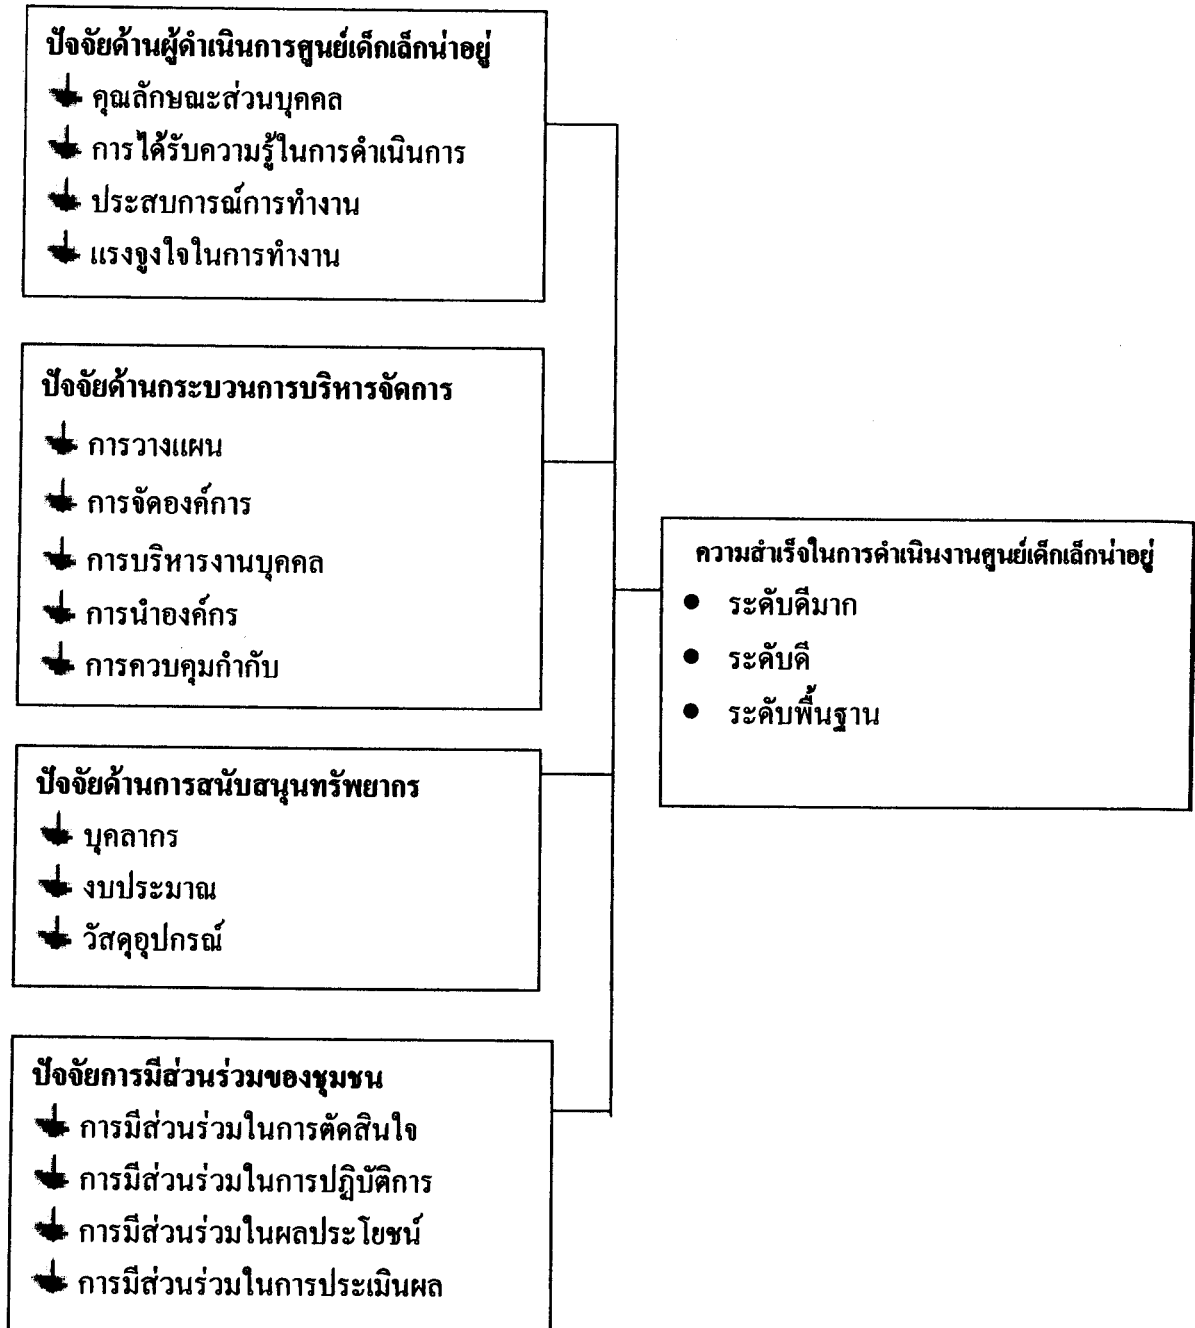 ปัจจัยด้านผู้ดำเนินการศูนย์เด็กเล็กน่าอยู่
คุณลักษณะส่วนบุคคล
การได้รับความรู้ในการดำเนินการ
ประสบการณ์การทำงาน
แรงจูงใจในการทำงาน
ปัจจัยด้านกระบวนการบริหารจัดการ
การวางแผน
การจัดองค์การ
การบริหารงานบุคคล
การนำองค์กร
การควบคุมกำกับ
ปัจจัยด้านการสนับสนุนทรัพยากร
บุคลากร
งบประมาณ
วัสดุอุปกรณ์
ปัจจัยการมีส่วนร่วมของชุมชน
การมีส่วนร่วมในการตัดสินใจ
การมีส่วนร่วมในการปฏิบัติการ
การมีส่วนร่วมในผลประโยชน์
การมีส่วนร่วมในการประเมินผล
ความสำเร็จในการดำเนินงานศูนย์เด็กเล็กน่าอยู่
ระดับดีมาก
ระดับดี
ระดับพื้นฐาน